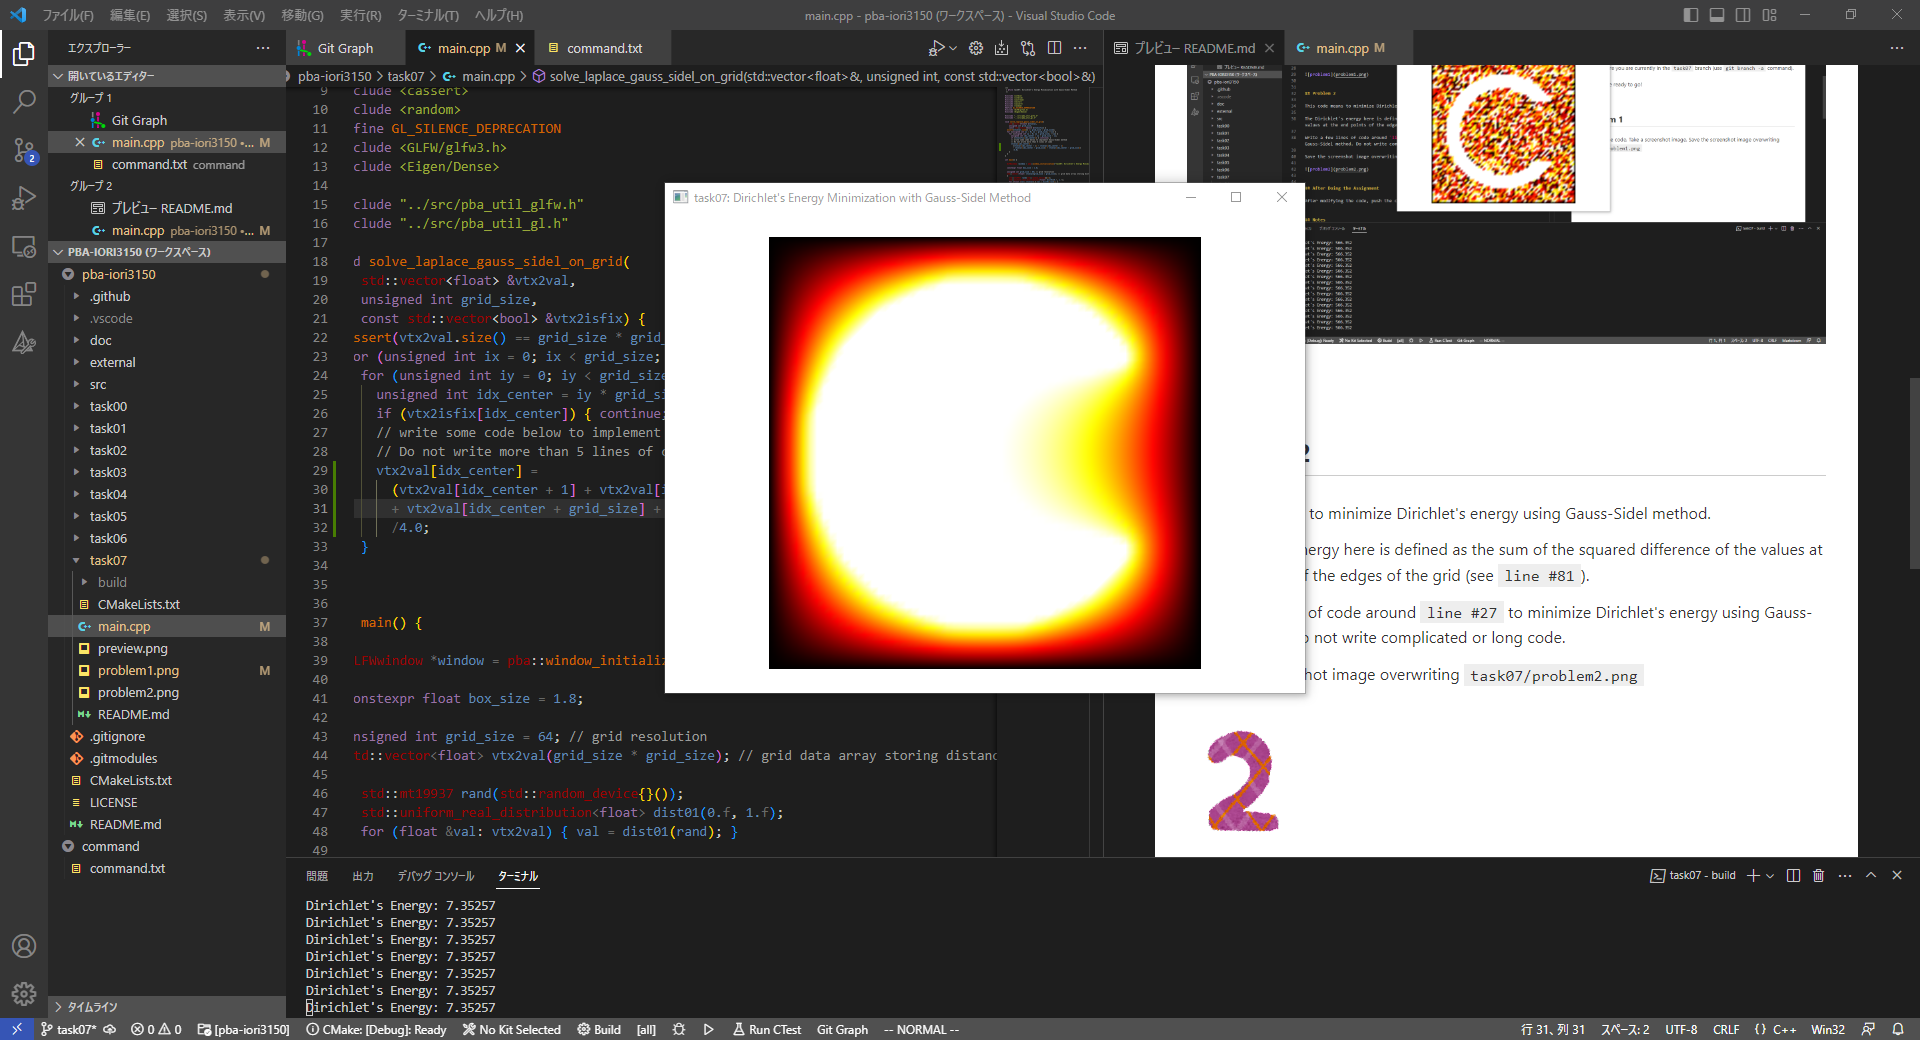 ファイル(F) 編集(E) 選択(S) 表示(V) 移動(G) 実行(R) ターミナル(T) ヘルプ(H)
main.cpp - pba-iori3150 (ワークスペース) - Visual Studio Code
エクスプローラー
開いているエディター
グループ 1
Git Graph
main.cpp pba-iori3150 •... M
command.txt command
グループ 2
プレビュー README.md
main.cpp pba-iori3150 •... M
PBA-IORI3150 (ワークスペース)
pba-iori3150
.github
.vscode
doc
external
src
task00
task01
task02
task03
task04
task05
task06
task07
build
CMakeLists.txt
main.cpp M
preview.png
problem1.png M
problem2.png
README.md
.gitignore
.gitmodules
CMakeLists.txt
LICENSE
README.md
command
command.txt
タイムライン
Git Graph
main.cpp M
command.txt
pba-iori3150 > task07 > main.cpp > solve_laplace_gauss_sidel_on_grid(std::vector<float>&, unsigned int, const std::vector<bool>&)
9 clude <cassert>
10 clude <random>
11 fine GL_SILENCE_DEPRECATION
12 clude <GLFW/glfw3.h>
13 clude <Eigen/Dense>
14
15 clude "../src/pba_util_glfw.h"
16 clude "../src/pba_util_gl.h"
17
18 d solve_laplace_gauss_sidel_on_grid(
19 std::vector<float> &vtx2val,
20 unsigned int grid_size,
21 const std::vector<bool> &vtx2isfix) {
22 ssert(vtx2val.size() == grid_size * grid_
23 or (unsigned int ix = 0; ix < grid_size;
24 for (unsigned int iy = 0; iy < grid_size
25 unsigned int idx_center = iy * grid_si
26 if (vtx2isfix[idx_center]) { continue;
27 // write some code below to implement
28 // Do not write more than 5 lines of c
29 vtx2val[idx_center] =
30 (vtx2val[idx_center + 1] + vtx2val[i
31 + vtx2val[idx_center + grid_size] +
32 /4.0;
33 }
34
35
36
37 main() {
38
39 LFWwindow *window = pba::window_initializ
40
41 onstexpr float box_size = 1.8;
42
43 nsigned int grid_size = 64; // grid resolution
44 td::vector<float> vtx2val(grid_size * grid_size); // grid data array storing distanc
45
46 std::mt19937 rand(std::random_device{}());
47 std::uniform_real_distribution<float> dist01(0.f, 1.f);
48 for (float &val: vtx2val) { val = dist01(rand); }
49
task07: Dirichlet's Energy Minimization with Gauss-Sidel Method
プレビュー README.md
main.cpp M
2
to minimize Dirichlet's energy using Gauss-Sidel method.
nergy here is defined as the sum of the squared difference of the values at
f the edges of the grid (see line #81 ).
of code around line #27 to minimize Dirichlet's energy using Gauss-
o not write complicated or long code.
hot image overwriting task07/problem2.png
2
問題 出力 デバッグ コンソール ターミナル
task07 - build
Dirichlet's Energy: 7.35257
Dirichlet's Energy: 7.35257
Dirichlet's Energy: 7.35257
Dirichlet's Energy: 7.35257
Dirichlet's Energy: 7.35257
Dirichlet's Energy: 7.35257
Dirichlet's Energy: 7.35257
task07* 0 0 [pba-iori3150] CMake: [Debug]: Ready No Kit Selected Build [all] Run CTest Git Graph -- NORMAL --
行 31、列 31 スペース: 2 UTF-8 CRLF {} C++ Win32